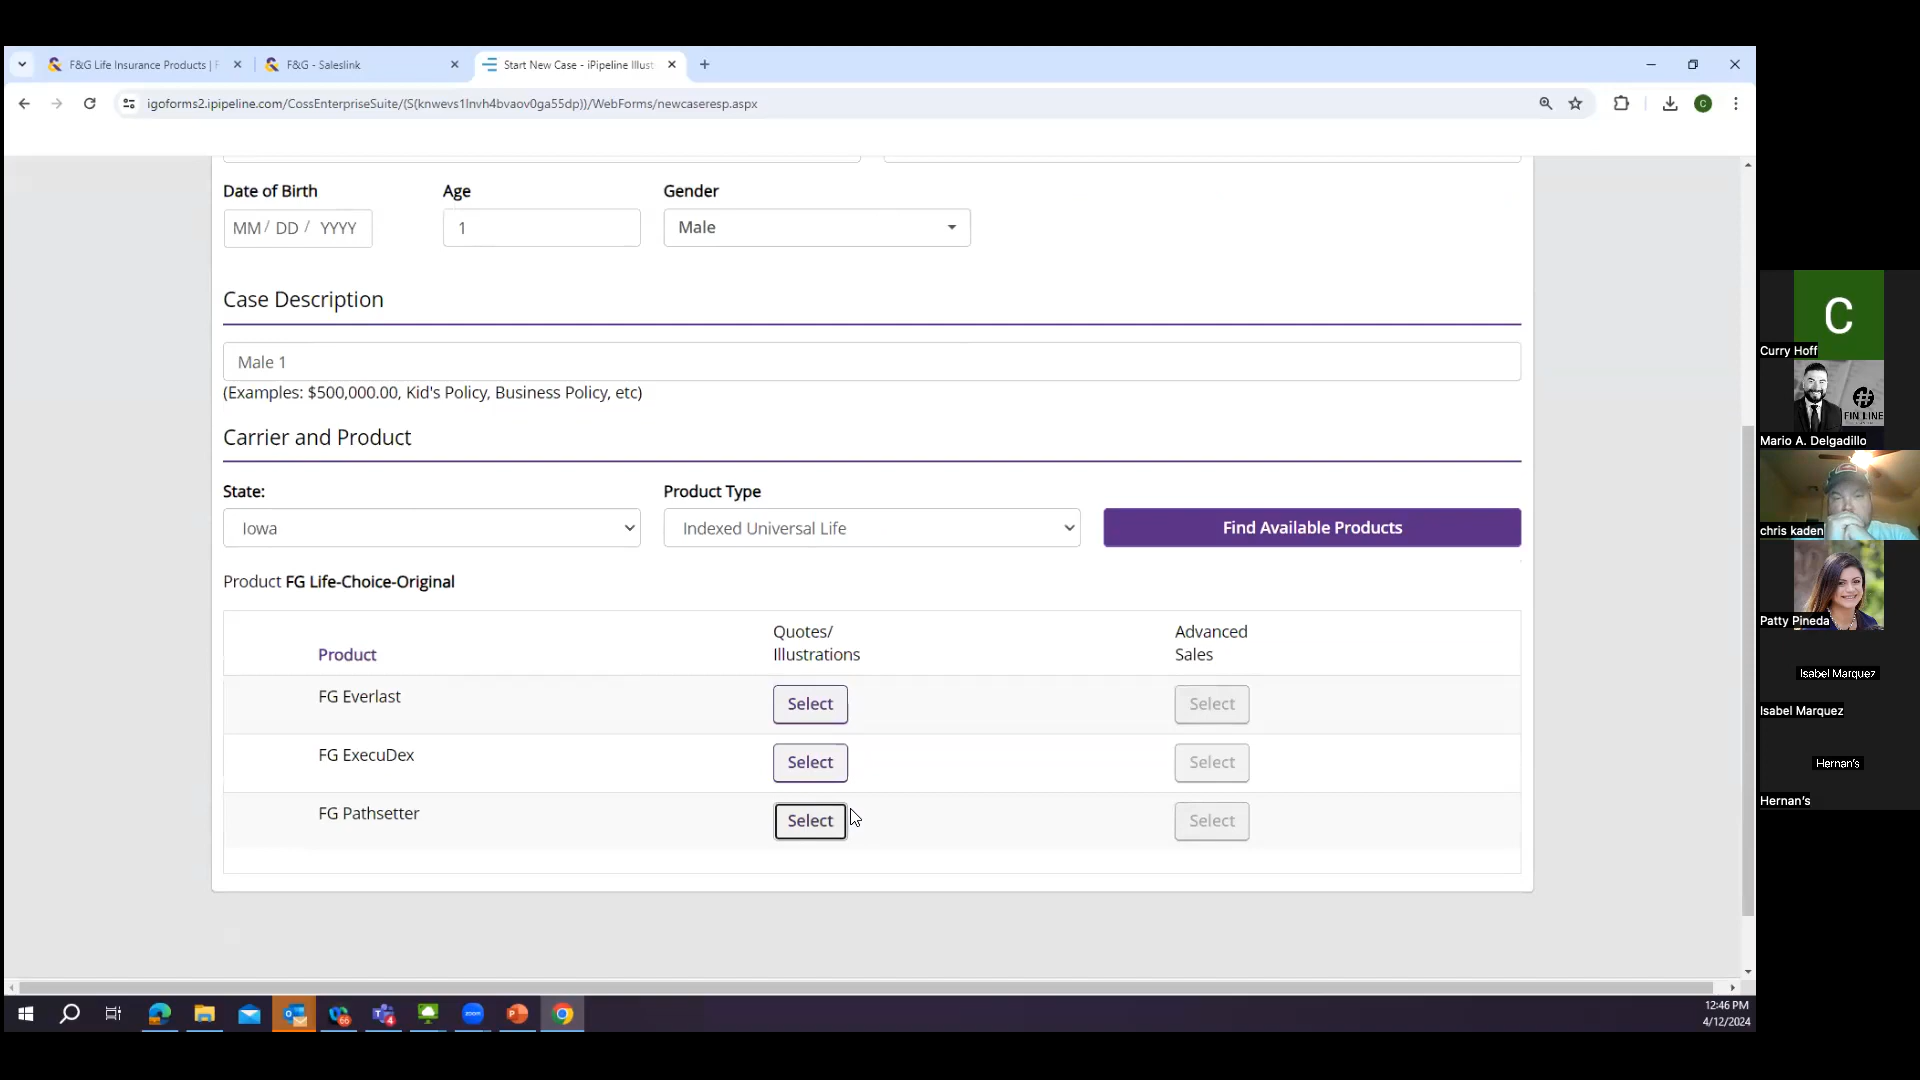 F&G Life Insurance Products | F
F&G - Saleslink
Start New Case - iPipeline Illust
igoforms2.ipipeline.com/CossEnterpriseSuite/(S(knwevs1lnvh4bvaov0ga55dp))/WebForms/newcaseresp.aspx
C
Date of Birth
Age
Gender
MM / DD / YYYY
1
Male
Case Description
Male 1
(Examples: $500,000.00, Kid's Policy, Business Policy, etc)
Carrier and Product
State:
Product Type
Iowa
Indexed Universal Life
Find Available Products
Product FG Life-Choice-Original
Product
Quotes/
Illustrations
Advanced
Sales
FG Everlast
Select
Select
FG ExecuDex
Select
Select
FG Pathsetter
Select
Select
12:46 PM
4/12/2024
C
Curry Hoff
FIN LINE
Mario A. Delgadillo
chris kaden
Patty Pineda
Isabel Marquez
Isabel Marquez
Hernan's
Hernan's